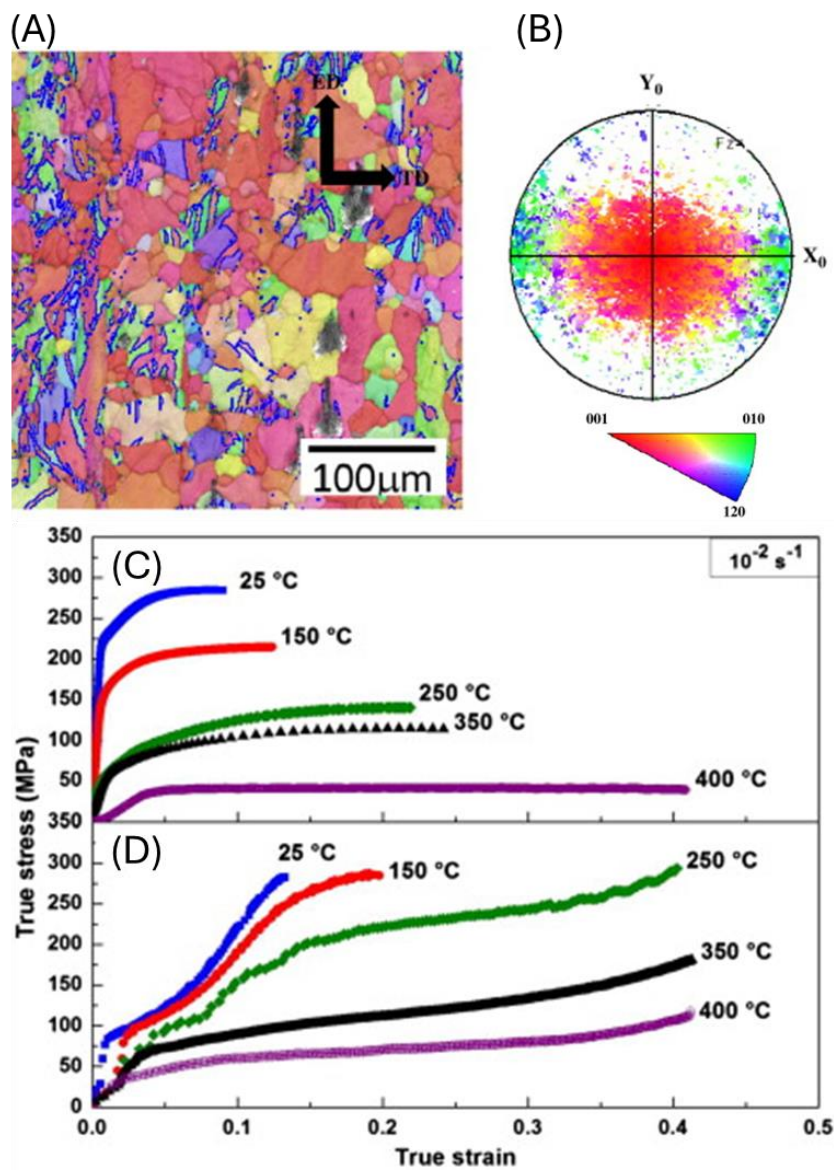 (A)
(B)
ED
TD
100μm
Y₀
Fz
X₀
001
010
120
350
300
250
200
150
100
50
350
(C)
10⁻² s⁻¹
25 °C
150 °C
250 °C
350 °C
400 °C
300
250
200
150
100
50
0
(D)
25 °C
150 °C
250 °C
350 °C
400 °C
True stress (MPa)
0.0
0.1
0.2
0.3
0.4
0.5
True strain